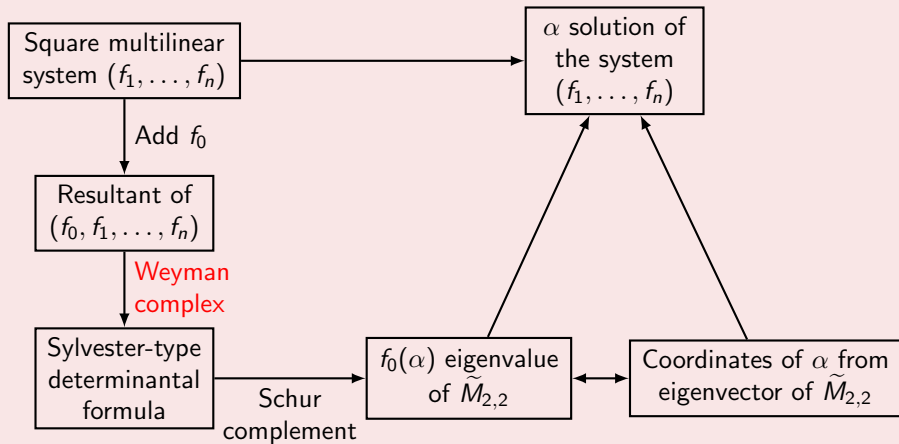 Square multilinear
system (f₁, . . . , fₙ)
α solution of
the system
(f₁, . . . , fₙ)
Add f₀
Resultant of
(f₀, f₁, . . . , fₙ)
Weyman
complex
Sylvester-type
determinantal
formula
Schur
complement
f₀(α) eigenvalue
of M̃₂,₂
Coordinates of α from
eigenvector of M̃₂,₂